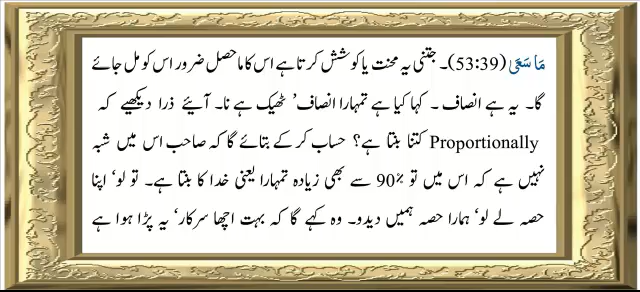 مَا سَعٰی (53:39)۔ جتنی یہ محنت یا کوشش کرتا ہے اس کا ماحصل ضرور اس کو مل جائے
گا۔ یہ ہے انصاف۔ کہا کیا ہے تمہارا انصاف’ ٹھیک ہے نا۔ آیئے ذرا دیکھیے کہ
Proportionally کتنا بنتا ہے؟ حساب کر کے بتائے گا کہ صاحب اس میں شبہ
نہیں ہے کہ اس میں تو ٪90 سے بھی زیادہ تمہارا یعنی خدا کا بنتا ہے۔ تو لو‘ اپنا
حصہ لے لو‘ ہمارا حصہ ہمیں دیدو۔ وہ کہے گا کہ بہت اچھا سرکار‘ یہ پڑا ہوا ہے